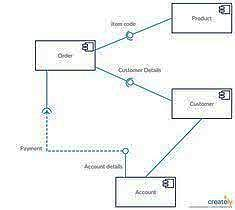 Item code
Product
Order
Customer Details
Customer
Payment
Account details
Account
creately